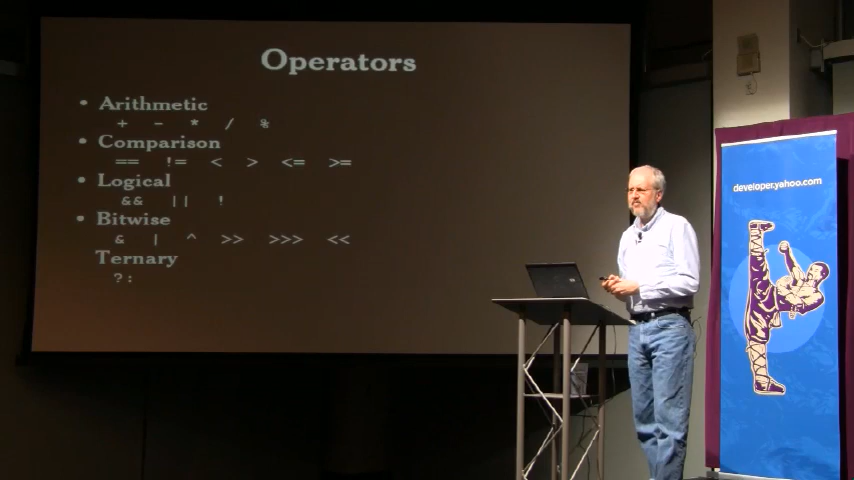 Operators
• Arithmetic
+ - * / %
• Comparison
== != < > <= >=
• Logical
&& || !
• Bitwise
& | ^ >> >>> <<
Ternary
?:
developer.yahoo.com